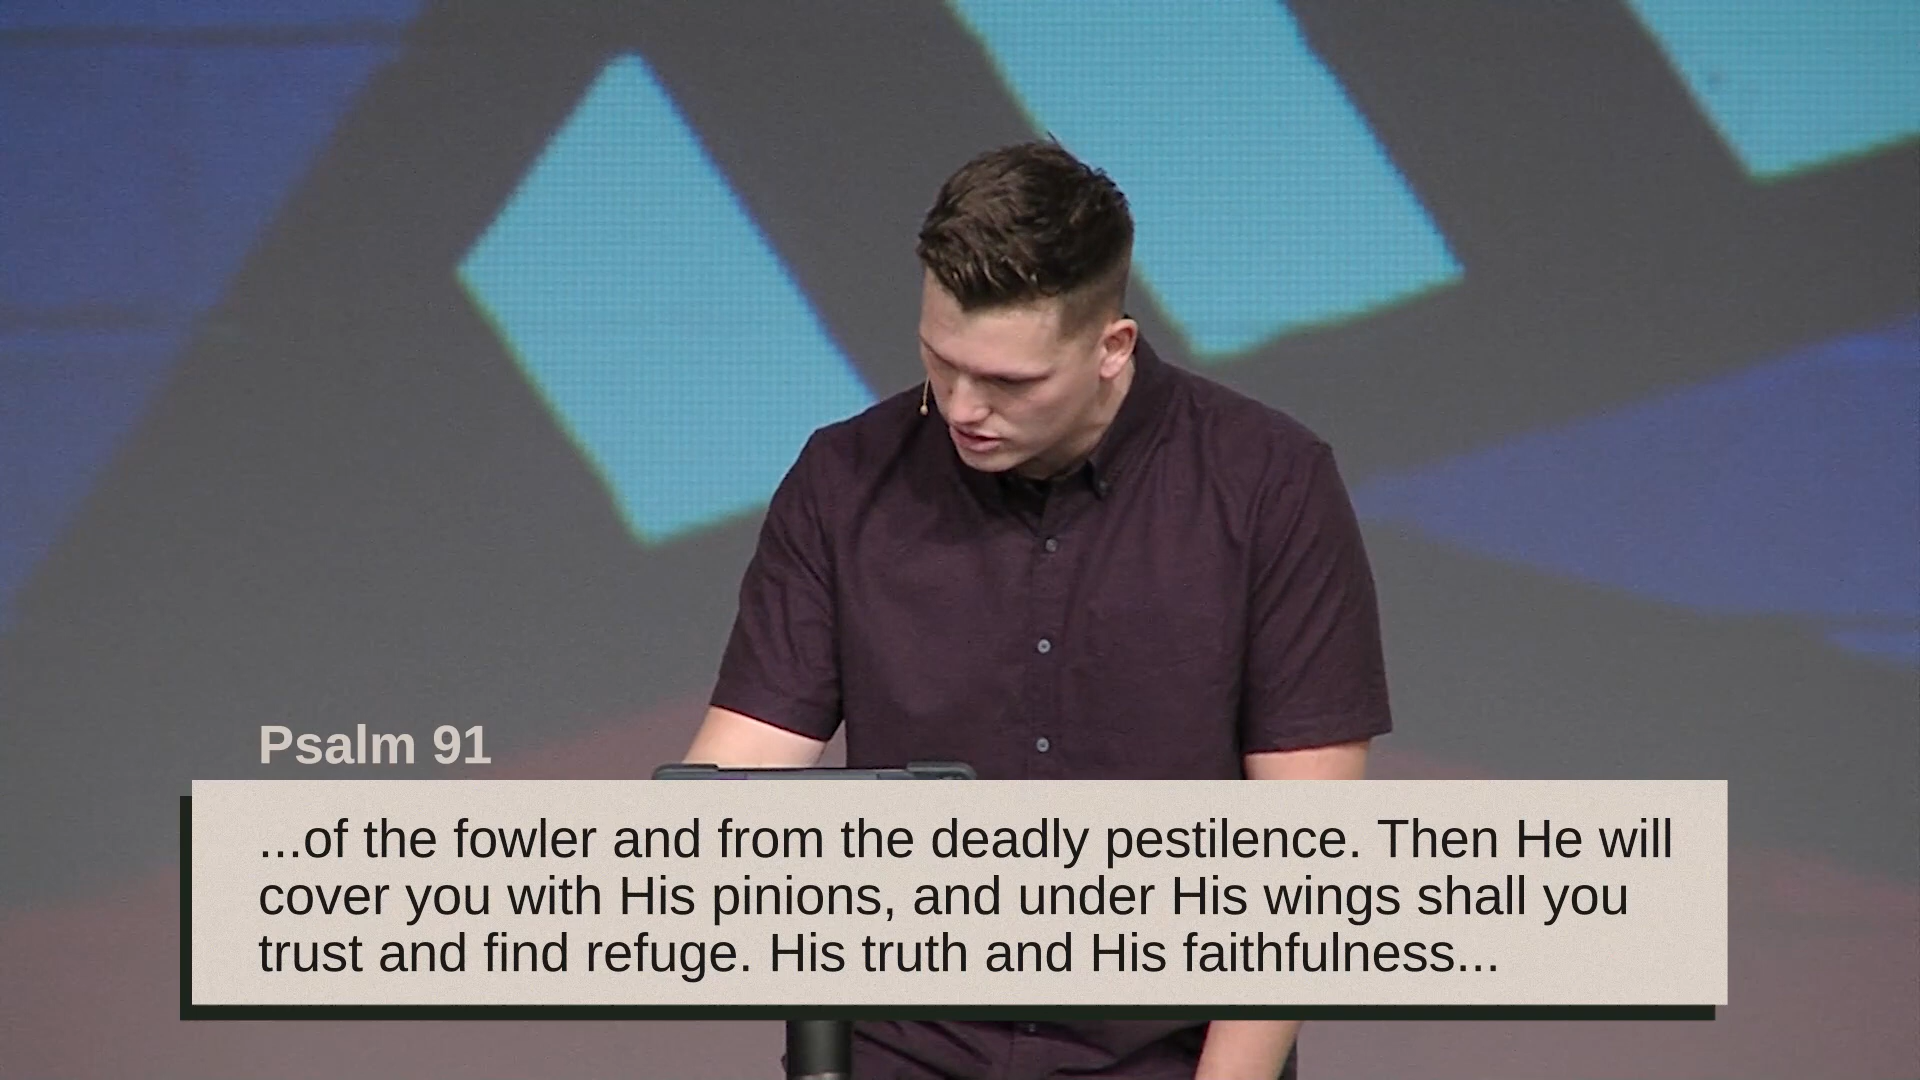 Psalm 91
...of the fowler and from the deadly pestilence. Then He will
cover you with His pinions, and under His wings shall you
trust and find refuge. His truth and His faithfulness...